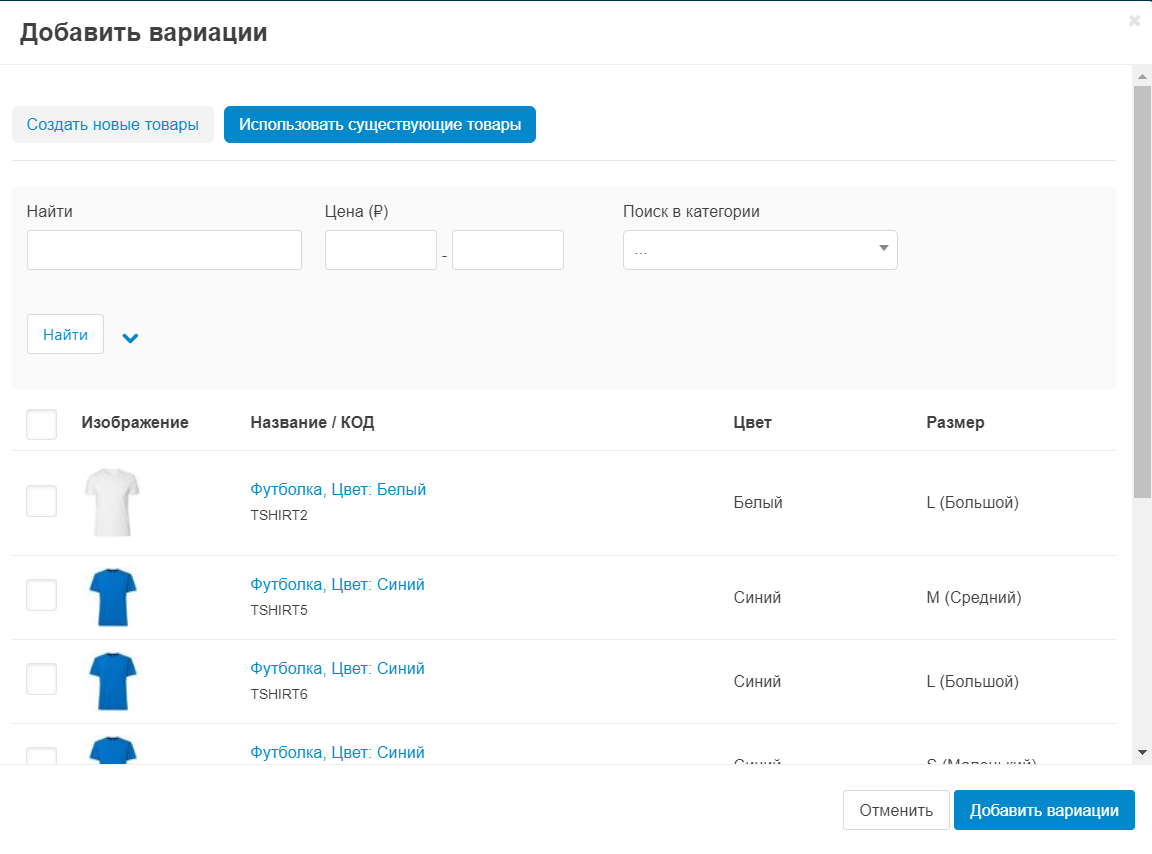 Добавить вариации
Создать новые товары
Использовать существующие товары
Найти
Цена (₽)
Поиск в категории
-
...
Найти
Изображение
Название / КОД
Цвет
Размер
Футболка, Цвет: Белый
TSHIRT2
Белый
L (Большой)
Футболка, Цвет: Синий
TSHIRT5
Синий
M (Средний)
Футболка, Цвет: Синий
TSHIRT6
Синий
L (Большой)
Футболка, Цвет: Синий
Синий
S (Маленький)
Отменить
Добавить вариации